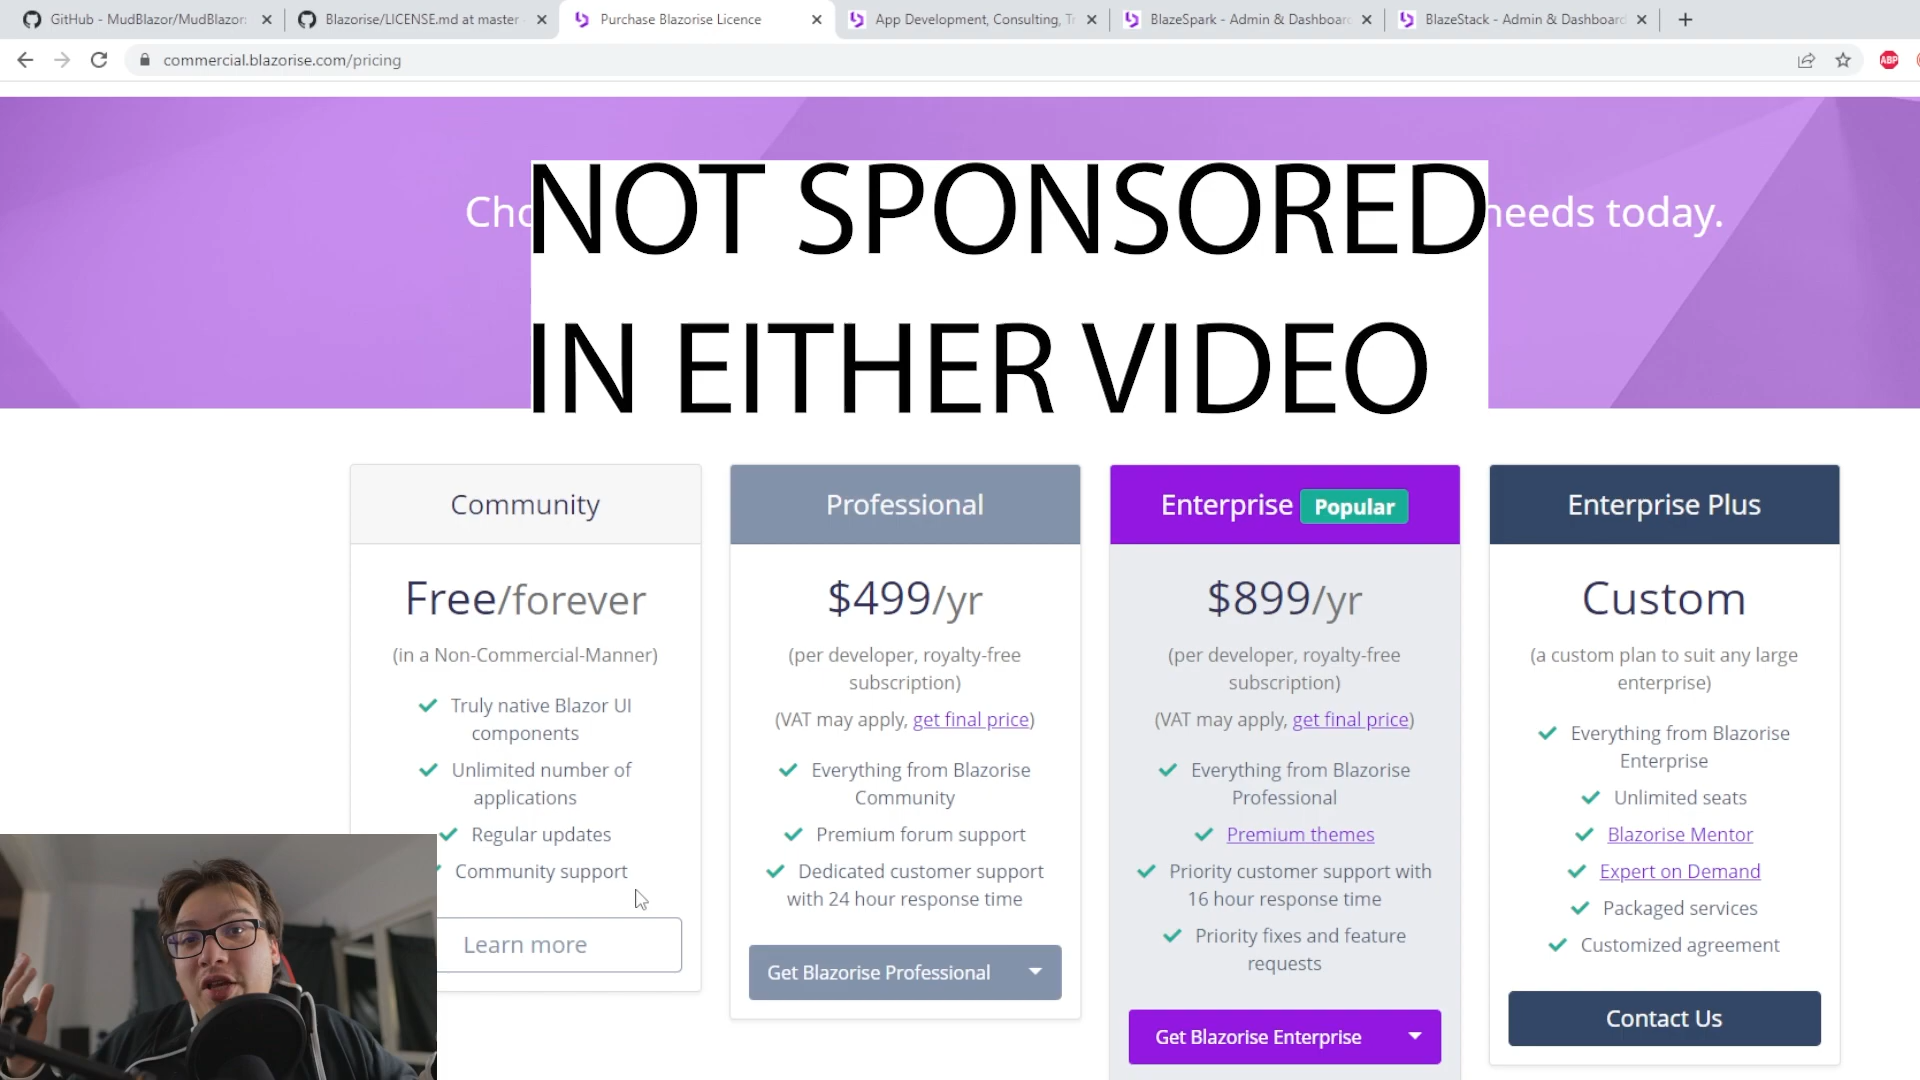 GitHub - MudBlazor/MudBlazor:
Blazorise/LICENSE.md at master
Purchase Blazorise Licence
App Development, Consulting, Tr
BlazeSpark - Admin & Dashboard
BlazeStack - Admin & Dashboard
commercial.blazorise.com/pricing
ABP
Cho
needs today.
NOT SPONSORED
IN EITHER VIDEO
Community
Free/forever
(in a Non-Commercial-Manner)
Truly native Blazor UI
components
Unlimited number of
applications
Regular updates
Community support
Learn more
Professional
$499/yr
(per developer, royalty-free
subscription)
(VAT may apply, get final price)
Everything from Blazorise
Community
Premium forum support
Dedicated customer support
with 24 hour response time
Get Blazorise Professional
Enterprise Popular
$899/yr
(per developer, royalty-free
subscription)
(VAT may apply, get final price)
Everything from Blazorise
Professional
Premium themes
Priority customer support with
16 hour response time
Priority fixes and feature
requests
Get Blazorise Enterprise
Enterprise Plus
Custom
(a custom plan to suit any large
enterprise)
Everything from Blazorise
Enterprise
Unlimited seats
Blazorise Mentor
Expert on Demand
Packaged services
Customized agreement
Contact Us